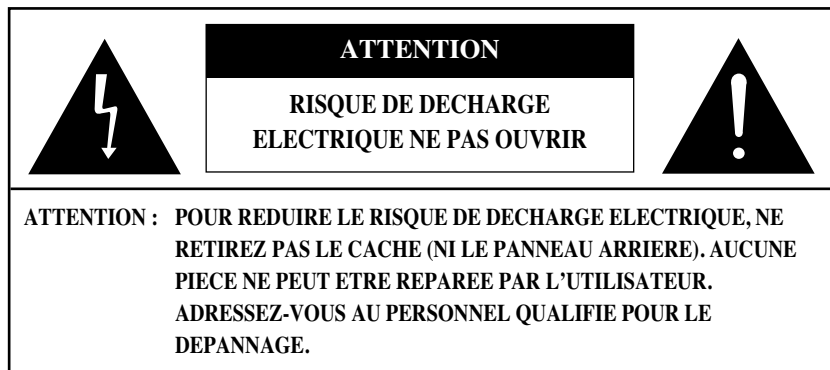 ATTENTION
RISQUE DE DECHARGE
ELECTRIQUE NE PAS OUVRIR
ATTENTION : POUR REDUIRE LE RISQUE DE DECHARGE ELECTRIQUE, NE
RETIREZ PAS LE CACHE (NI LE PANNEAU ARRIERE). AUCUNE
PIECE NE PEUT ETRE REPAREE PAR L’UTILISATEUR.
ADRESSEZ-VOUS AU PERSONNEL QUALIFIE POUR LE
DEPANNAGE.